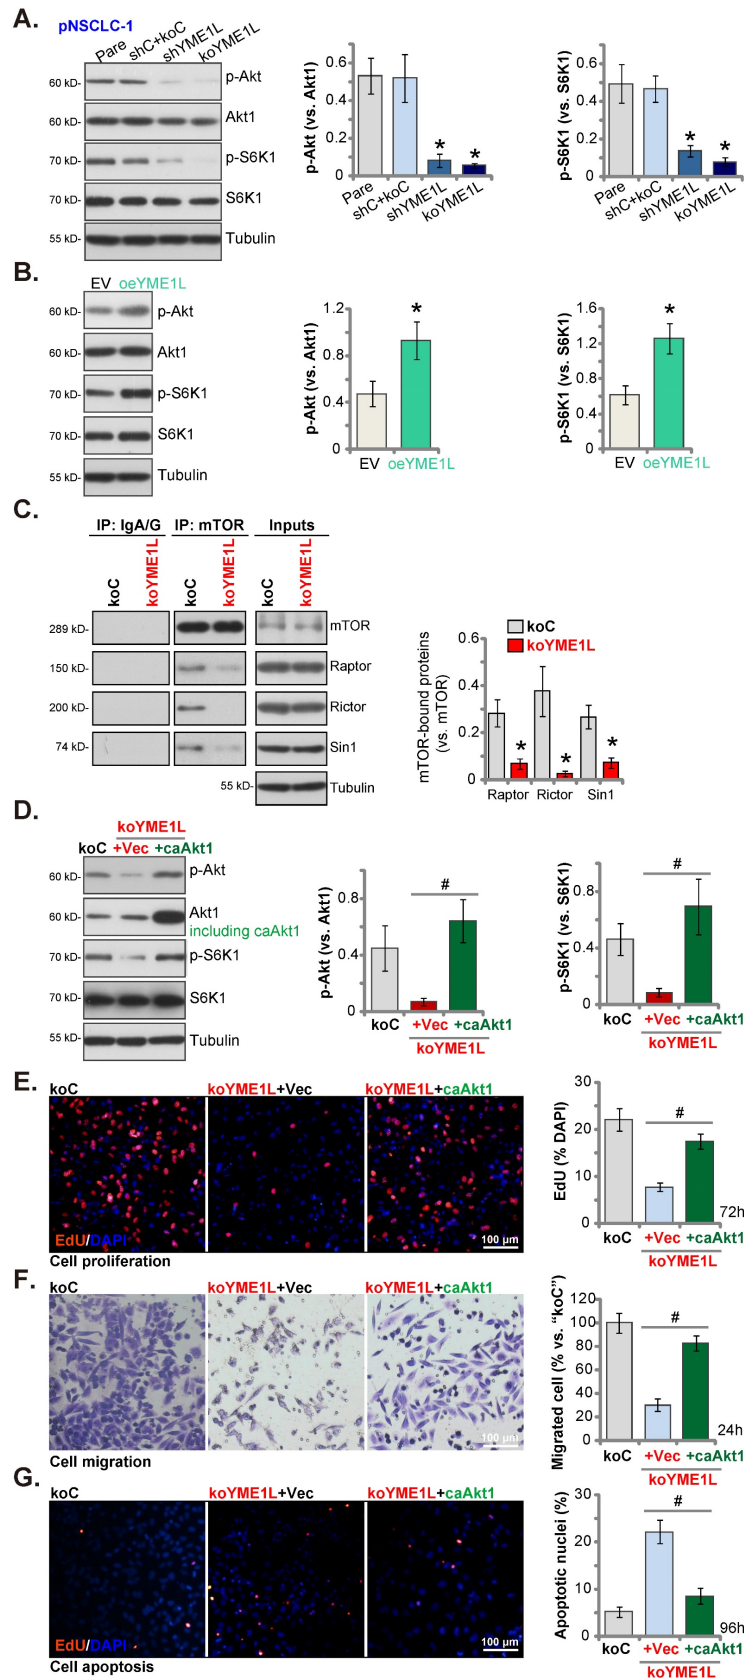 A.
pNSCLC-1
Pare
shC+koC
shYME1L
koYME1L
60 kD-
p-Akt
60 kD-
Akt1
70 kD-
p-S6K1
70 kD-
S6K1
55 kD-
Tubulin
p-Akt (vs. Akt1)
0.6
0.4
0.2
0
*
*
Pare
shC+koC
shYME1L
koYME1L
p-S6K1 (vs. S6K1)
0.6
0.4
0.2
0
*
*
Pare
shC+koC
shYME1L
koYME1L
B.
EV oeYME1L
60 kD-
p-Akt
60 kD-
Akt1
70 kD-
p-S6K1
70 kD-
S6K1
55 kD-
Tubulin
p-Akt (vs. Akt1)
1.2
0.8
0.4
0
*
EV
oeYME1L
p-S6K1 (vs. S6K1)
1.6
1.2
0.8
0.4
0
*
EV
oeYME1L
C.
IP: IgA/G
IP: mTOR
Inputs
koC
koYME1L
koC
koYME1L
koC
koYME1L
289 kD-
mTOR
150 kD-
Raptor
200 kD-
Rictor
74 kD-
Sin1
55 kD-
Tubulin
mTOR-bound proteins
(vs. mTOR)
koC
koYME1L
0.6
0.4
0.2
0
*
*
*
Raptor
Rictor
Sin1
D.
koYME1L
koC +Vec +caAkt1
60 kD-
p-Akt
60 kD-
Akt1
including caAkt1
70 kD-
p-S6K1
70 kD-
S6K1
55 kD-
Tubulin
p-Akt (vs. Akt1)
0.8
0.4
0
#
koC
+Vec
+caAkt1
koYME1L
p-S6K1 (vs. S6K1)
0.8
0.4
0
#
koC
+Vec
+caAkt1
koYME1L
E.
koC
koYME1L+Vec
koYME1L+caAkt1
EdU/DAPI
100 µm
Cell proliferation
EdU (% DAPI)
30
20
10
0
#
72h
koC
+Vec
+caAkt1
koYME1L
F.
koC
koYME1L+Vec
koYME1L+caAkt1
100 µm
Cell migration
Migrated cell (% vs. “koC”)
120
100
80
60
40
20
0
#
24h
koC
+Vec
+caAkt1
koYME1L
G.
koC
koYME1L+Vec
koYME1L+caAkt1
EdU/DAPI
100 µm
Cell apoptosis
Apoptotic nuclei (%)
30
20
10
0
#
96h
koC
+Vec
+caAkt1
koYME1L